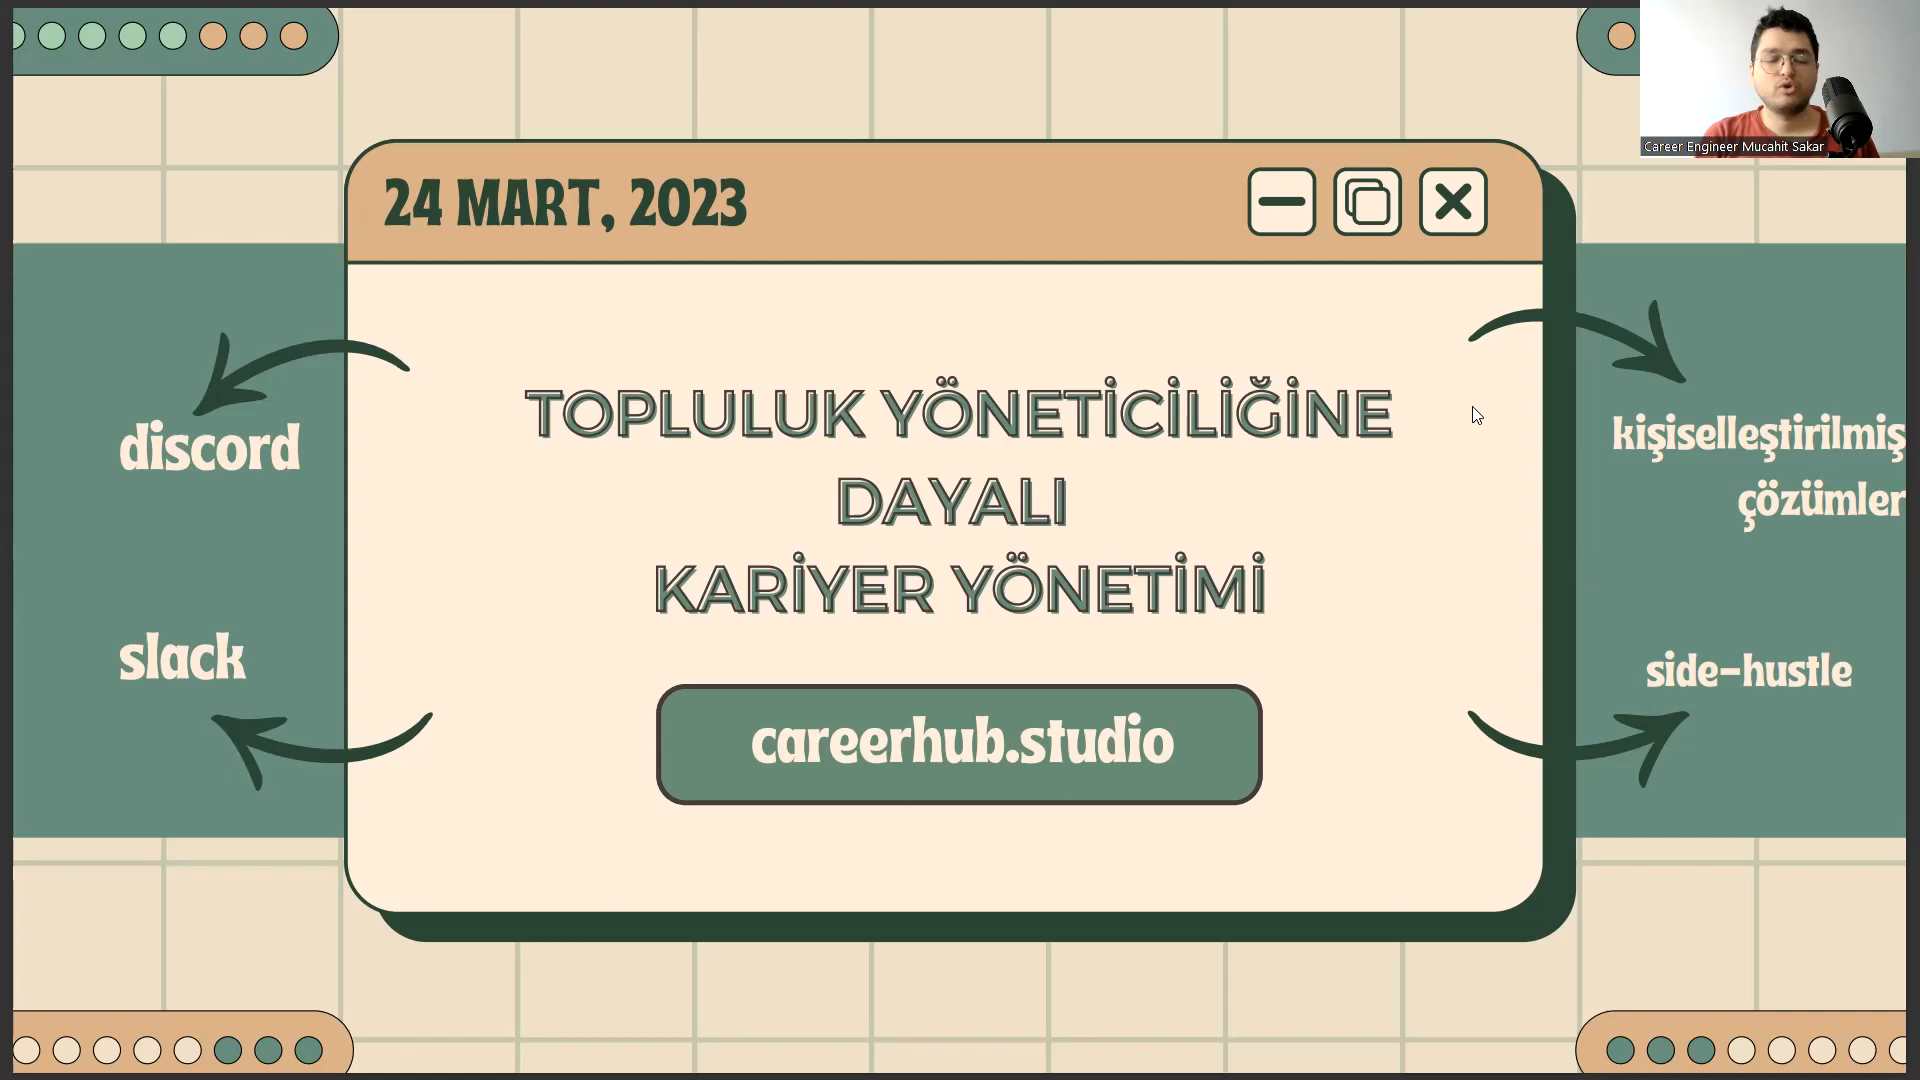 Career Engineer Mucahit Sakar
24 MART, 2023
discord
slack
TOPLULUK YÖNETİCİLİĞİNE
DAYALI
KARİYER YÖNETİMİ
careerhub.studio
kişiselleştirilmiş
çözümler
side-hustle